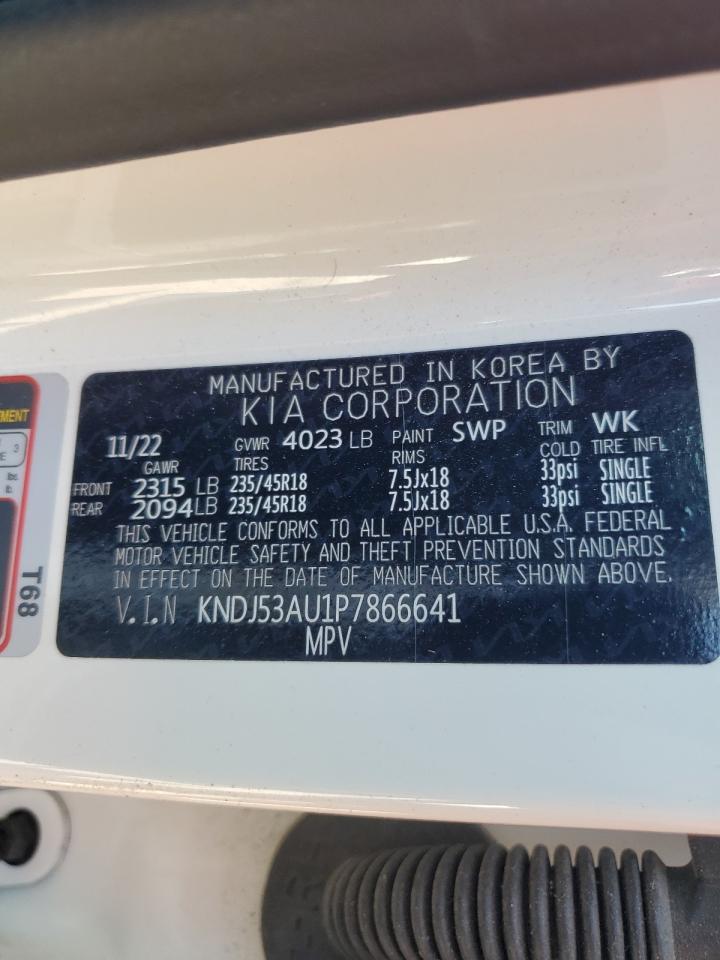 MANUFACTURED IN KOREA BY
KIA CORPORATION
11/22 GVWR 4023 LB PAINT SWP TRIM WK
GAWR TIRES RIMS COLD TIRE INFL
FRONT 2315 LB 235/45R18 7.5Jx18 33psi SINGLE
REAR 2094 LB 235/45R18 7.5Jx18 33psi SINGLE
THIS VEHICLE CONFORMS TO ALL APPLICABLE U.S.A. FEDERAL
MOTOR VEHICLE SAFETY AND THEFT PREVENTION STANDARDS
IN EFFECT ON THE DATE OF MANUFACTURE SHOWN ABOVE.
V.I.N KNDJ53AU1P7866641
MPV
3
lbs.
lb.
T68